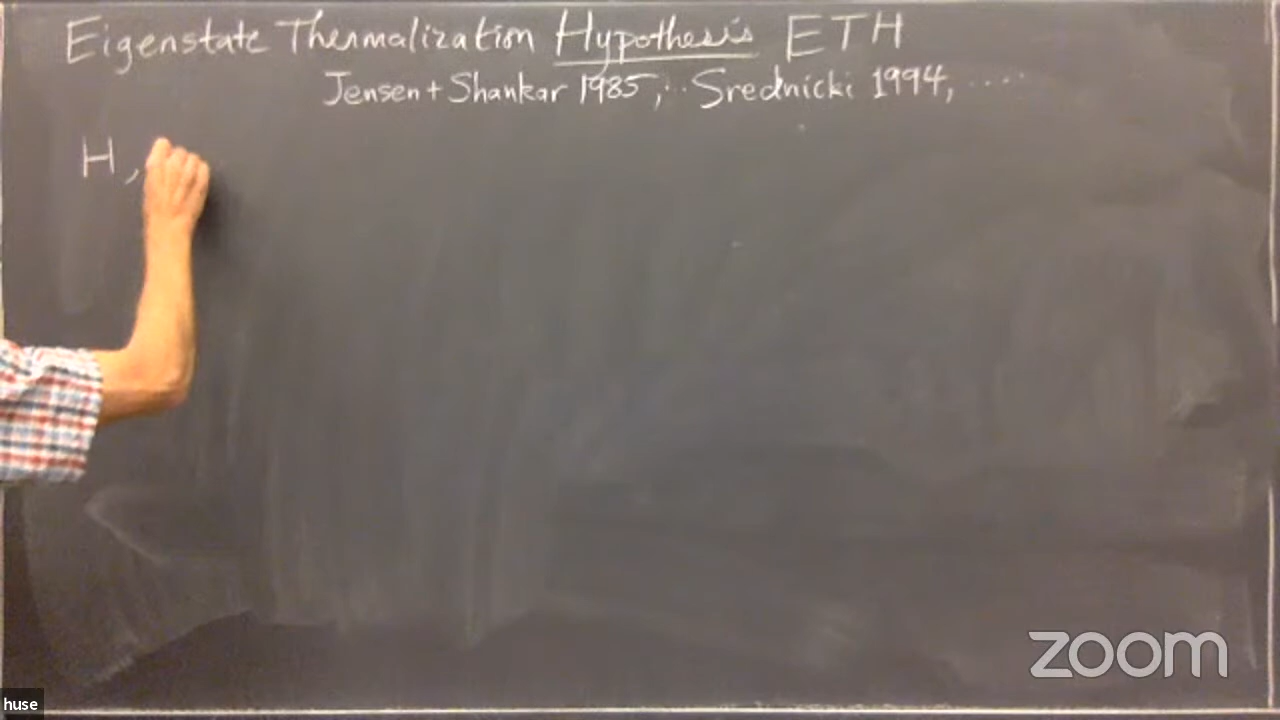 Eigenstate Thermalization Hypothesis ETH
Jensen + Shankar 1985, ·· Srednicki 1994, ·····
H,
zoom
huse